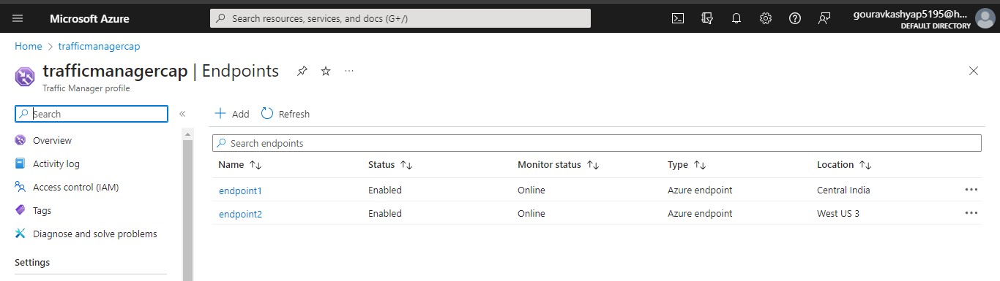 Microsoft Azure
Search resources, services, and docs (G+/)
gouravkashyap5195@h...
DEFAULT DIRECTORY
Home > trafficmanagercap
trafficmanagercap | Endpoints ...
Traffic Manager profile
Search «
Add Refresh
Overview
Activity log
Access control (IAM)
Tags
Diagnose and solve problems
Settings
Search endpoints
Name Status Monitor status Type Location
endpoint1 Enabled Online Azure endpoint Central India ...
endpoint2 Enabled Online Azure endpoint West US 3 ...